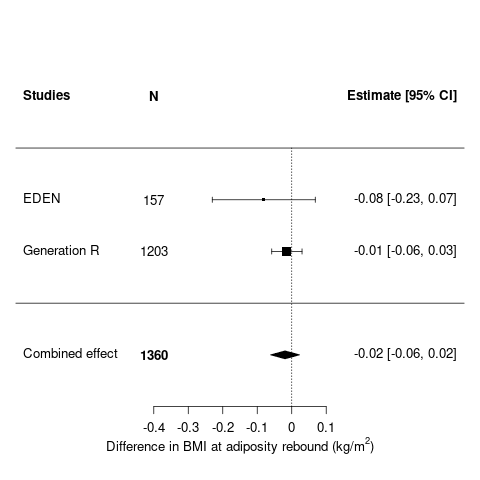 Studies N Estimate [95% CI]
EDEN 157 -0.08 [-0.23, 0.07]
Generation R 1203 -0.01 [-0.06, 0.03]
Combined effect 1360 -0.02 [-0.06, 0.02]
-0.4 -0.3 -0.2 -0.1 0 0.1
Difference in BMI at adiposity rebound (kg/m²)